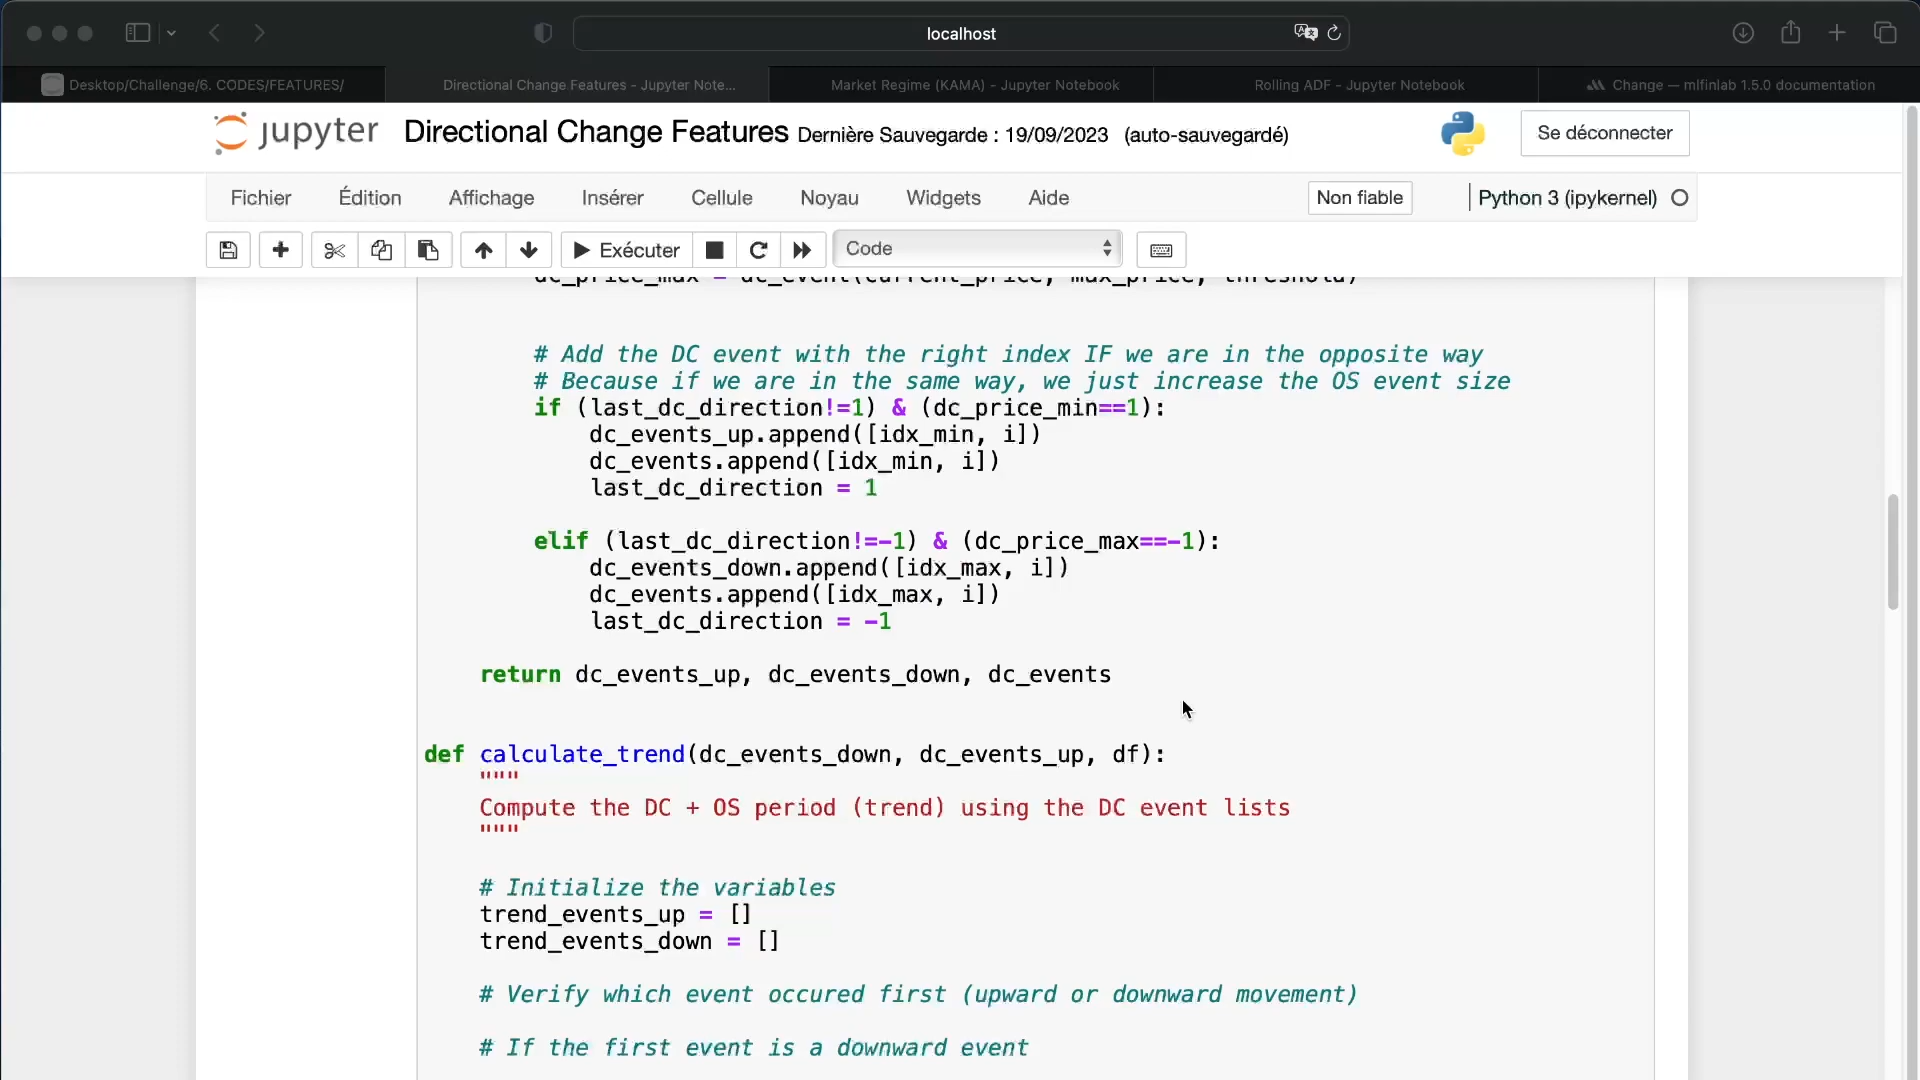 localhost
Desktop/Challenge/6. CODES/FEATURES/
Directional Change Features - Jupyter Note...
Market Regime (KAMA) - Jupyter Notebook
Rolling ADF - Jupyter Notebook
Change — mlfinlab 1.5.0 documentation
jupyter Directional Change Features Dernière Sauvegarde : 19/09/2023 (auto-sauvegardé)
Se déconnecter
Fichier Édition Affichage Insérer Cellule Noyau Widgets Aide
Non fiable
Python 3 (ipykernel)
Exécuter
Code
dc_price_max = dc_event(current_price, max_price, threshold)
# Add the DC event with the right index IF we are in the opposite way
# Because if we are in the same way, we just increase the OS event size
if (last_dc_direction!=1) & (dc_price_min==1):
dc_events_up.append([idx_min, i])
dc_events.append([idx_min, i])
last_dc_direction = 1
elif (last_dc_direction!=-1) & (dc_price_max==-1):
dc_events_down.append([idx_max, i])
dc_events.append([idx_max, i])
last_dc_direction = -1
return dc_events_up, dc_events_down, dc_events
def calculate_trend(dc_events_down, dc_events_up, df):
"""
Compute the DC + OS period (trend) using the DC event lists
"""
# Initialize the variables
trend_events_up = []
trend_events_down = []
# Verify which event occured first (upward or downward movement)
# If the first event is a downward event